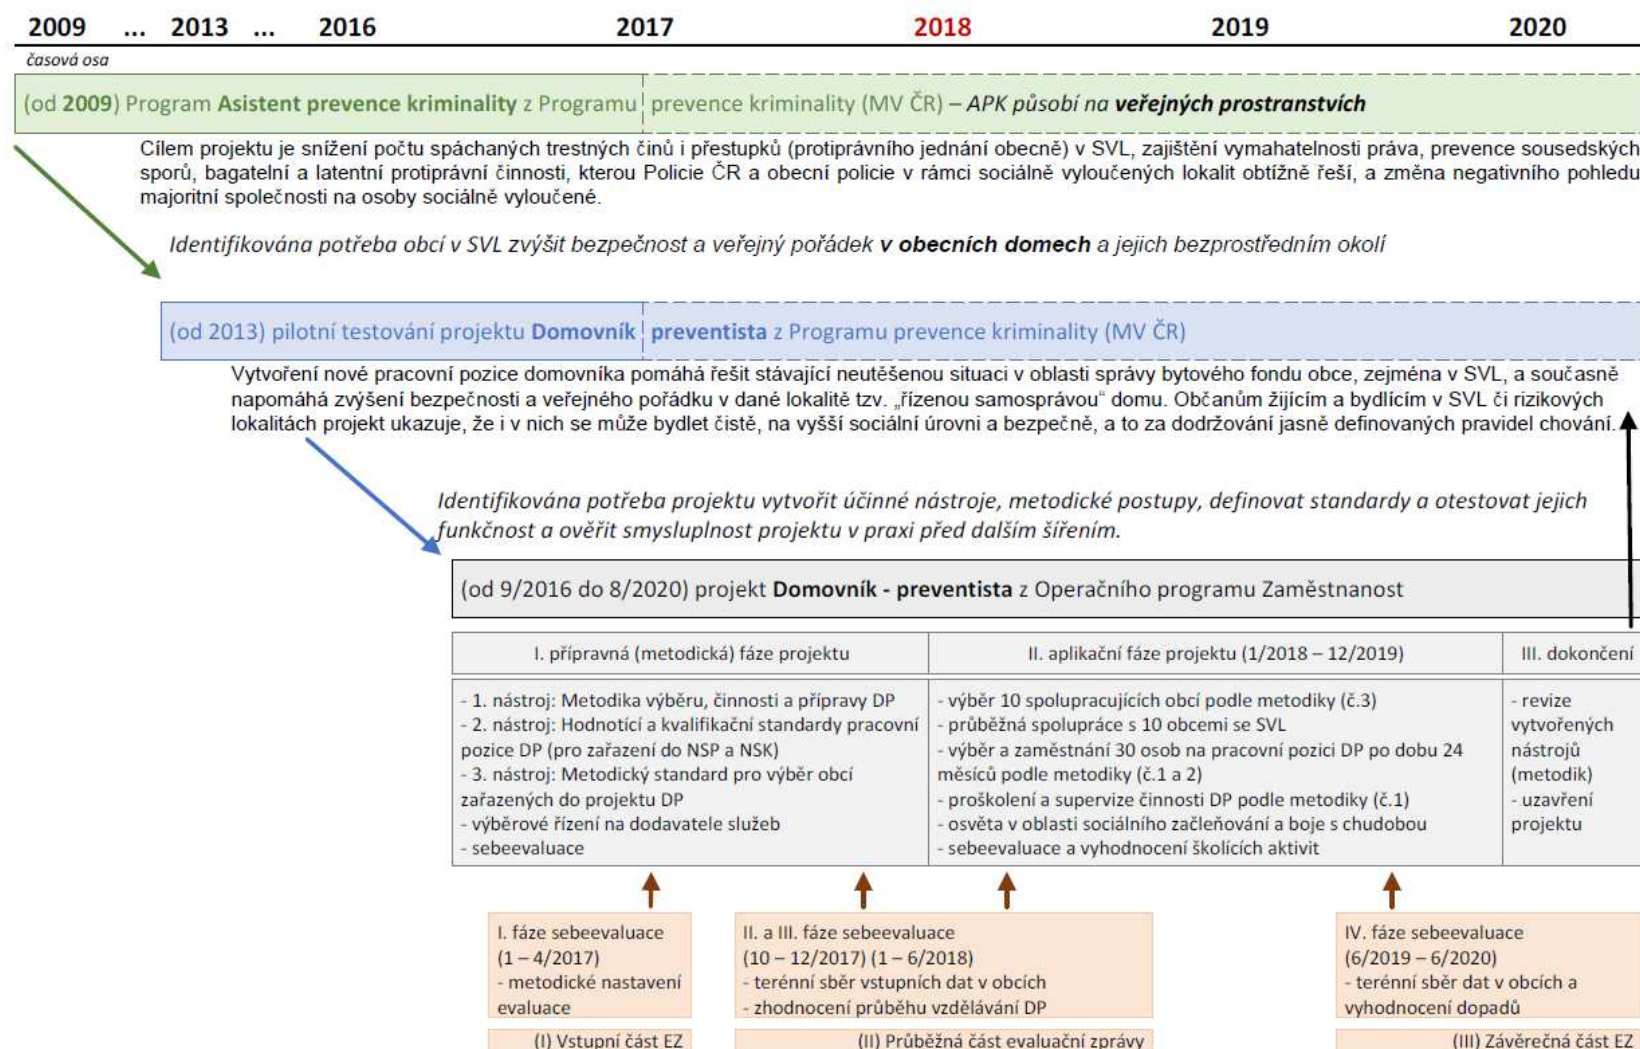 2009 ... 2013 ... 2016 2017 2018 2019 2020
časová osa
(od 2009) Program Asistent prevence kriminality z Programu prevence kriminality (MV ČR) – APK působí na veřejných prostranstvích
Cílem projektu je snížení počtu spáchaných trestných činů i přestupků (protiprávního jednání obecně) v SVL, zajištění vymahatelnosti práva, prevence sousedských
sporů, bagatelní a latentní protiprávní činnosti, kterou Policie ČR a obecní policie v rámci sociálně vyloučených lokalit obtížně řeší, a změna negativního pohledu
majoritní společnosti na osoby sociálně vyloučené.
Identifikována potřeba obcí v SVL zvýšit bezpečnost a veřejný pořádek v obecních domech a jejich bezprostředním okolí
(od 2013) pilotní testování projektu Domovník preventista z Programu prevence kriminality (MV ČR)
Vytvoření nové pracovní pozice domovníka pomáhá řešit stávající neutěšenou situaci v oblasti správy bytového fondu obce, zejména v SVL, a současně
napomáhá zvýšení bezpečnosti a veřejného pořádku v dané lokalitě tzv. „řízenou samosprávou“ domu. Občanům žijícím a bydlícím v SVL či rizikových
lokalitách projekt ukazuje, že i v nich se může bydlet čistě, na vyšší sociální úrovni a bezpečně, a to za dodržování jasně definovaných pravidel chování.
Identifikována potřeba projektu vytvořit účinné nástroje, metodické postupy, definovat standardy a otestovat jejich
funkčnost a ověřit smysluplnost projektu v praxi před dalším šířením.
(od 9/2016 do 8/2020) projekt Domovník - preventista z Operačního programu Zaměstnanost
I. přípravná (metodická) fáze projektu
- 1. nástroj: Metodika výběru, činnosti a přípravy DP
- 2. nástroj: Hodnotící a kvalifikační standardy pracovní
pozice DP (pro zařazení do NSP a NSK)
- 3. nástroj: Metodický standard pro výběr obcí
zařazených do projektu DP
- výběrové řízení na dodavatele služeb
- sebeevaluace
II. aplikační fáze projektu (1/2018 – 12/2019)
- výběr 10 spolupracujících obcí podle metodiky (č.3)
- průběžná spolupráce s 10 obcemi se SVL
- výběr a zaměstnání 30 osob na pracovní pozici DP po dobu 24
měsíců podle metodiky (č.1 a 2)
- proškolení a supervize činnosti DP podle metodiky (č.1)
- osvěta v oblasti sociálního začleňování a boje s chudobou
- sebeevaluace a vyhodnocení školících aktivit
III. dokončení
- revize
vytvořených
nástrojů
(metodik)
- uzavření
projektu
I. fáze sebeevaluace
(1 – 4/2017)
- metodické nastavení
evaluace
(I) Vstupní část EZ
II. a III. fáze sebeevaluace
(10 – 12/2017) (1 – 6/2018)
- terénní sběr vstupních dat v obcích
- zhodnocení průběhu vzdělávání DP
(II) Průběžná část evaluační zprávy
IV. fáze sebeevaluace
(6/2019 – 6/2020)
- terénní sběr dat v obcích a
vyhodnocení dopadů
(III) Závěrečná část EZ